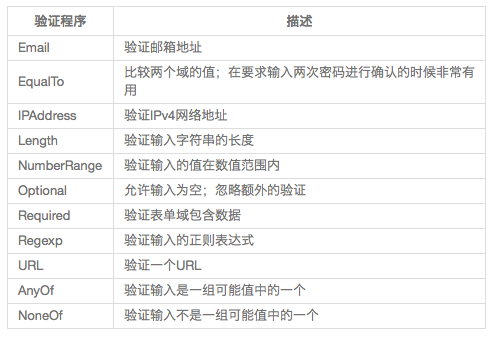 验证程序 描述
Email 验证邮箱地址
EqualTo 比较两个域的值；在要求输入两次密码进行确认的时候非常有
用
IPAddress 验证IPv4网络地址
Length 验证输入字符串的长度
NumberRange 验证输入的值在数值范围内
Optional 允许输入为空；忽略额外的验证
Required 验证表单域包含数据
Regexp 验证输入的正则表达式
URL 验证一个URL
AnyOf 验证输入是一组可能值中的一个
NoneOf 验证输入不是一组可能值中的一个